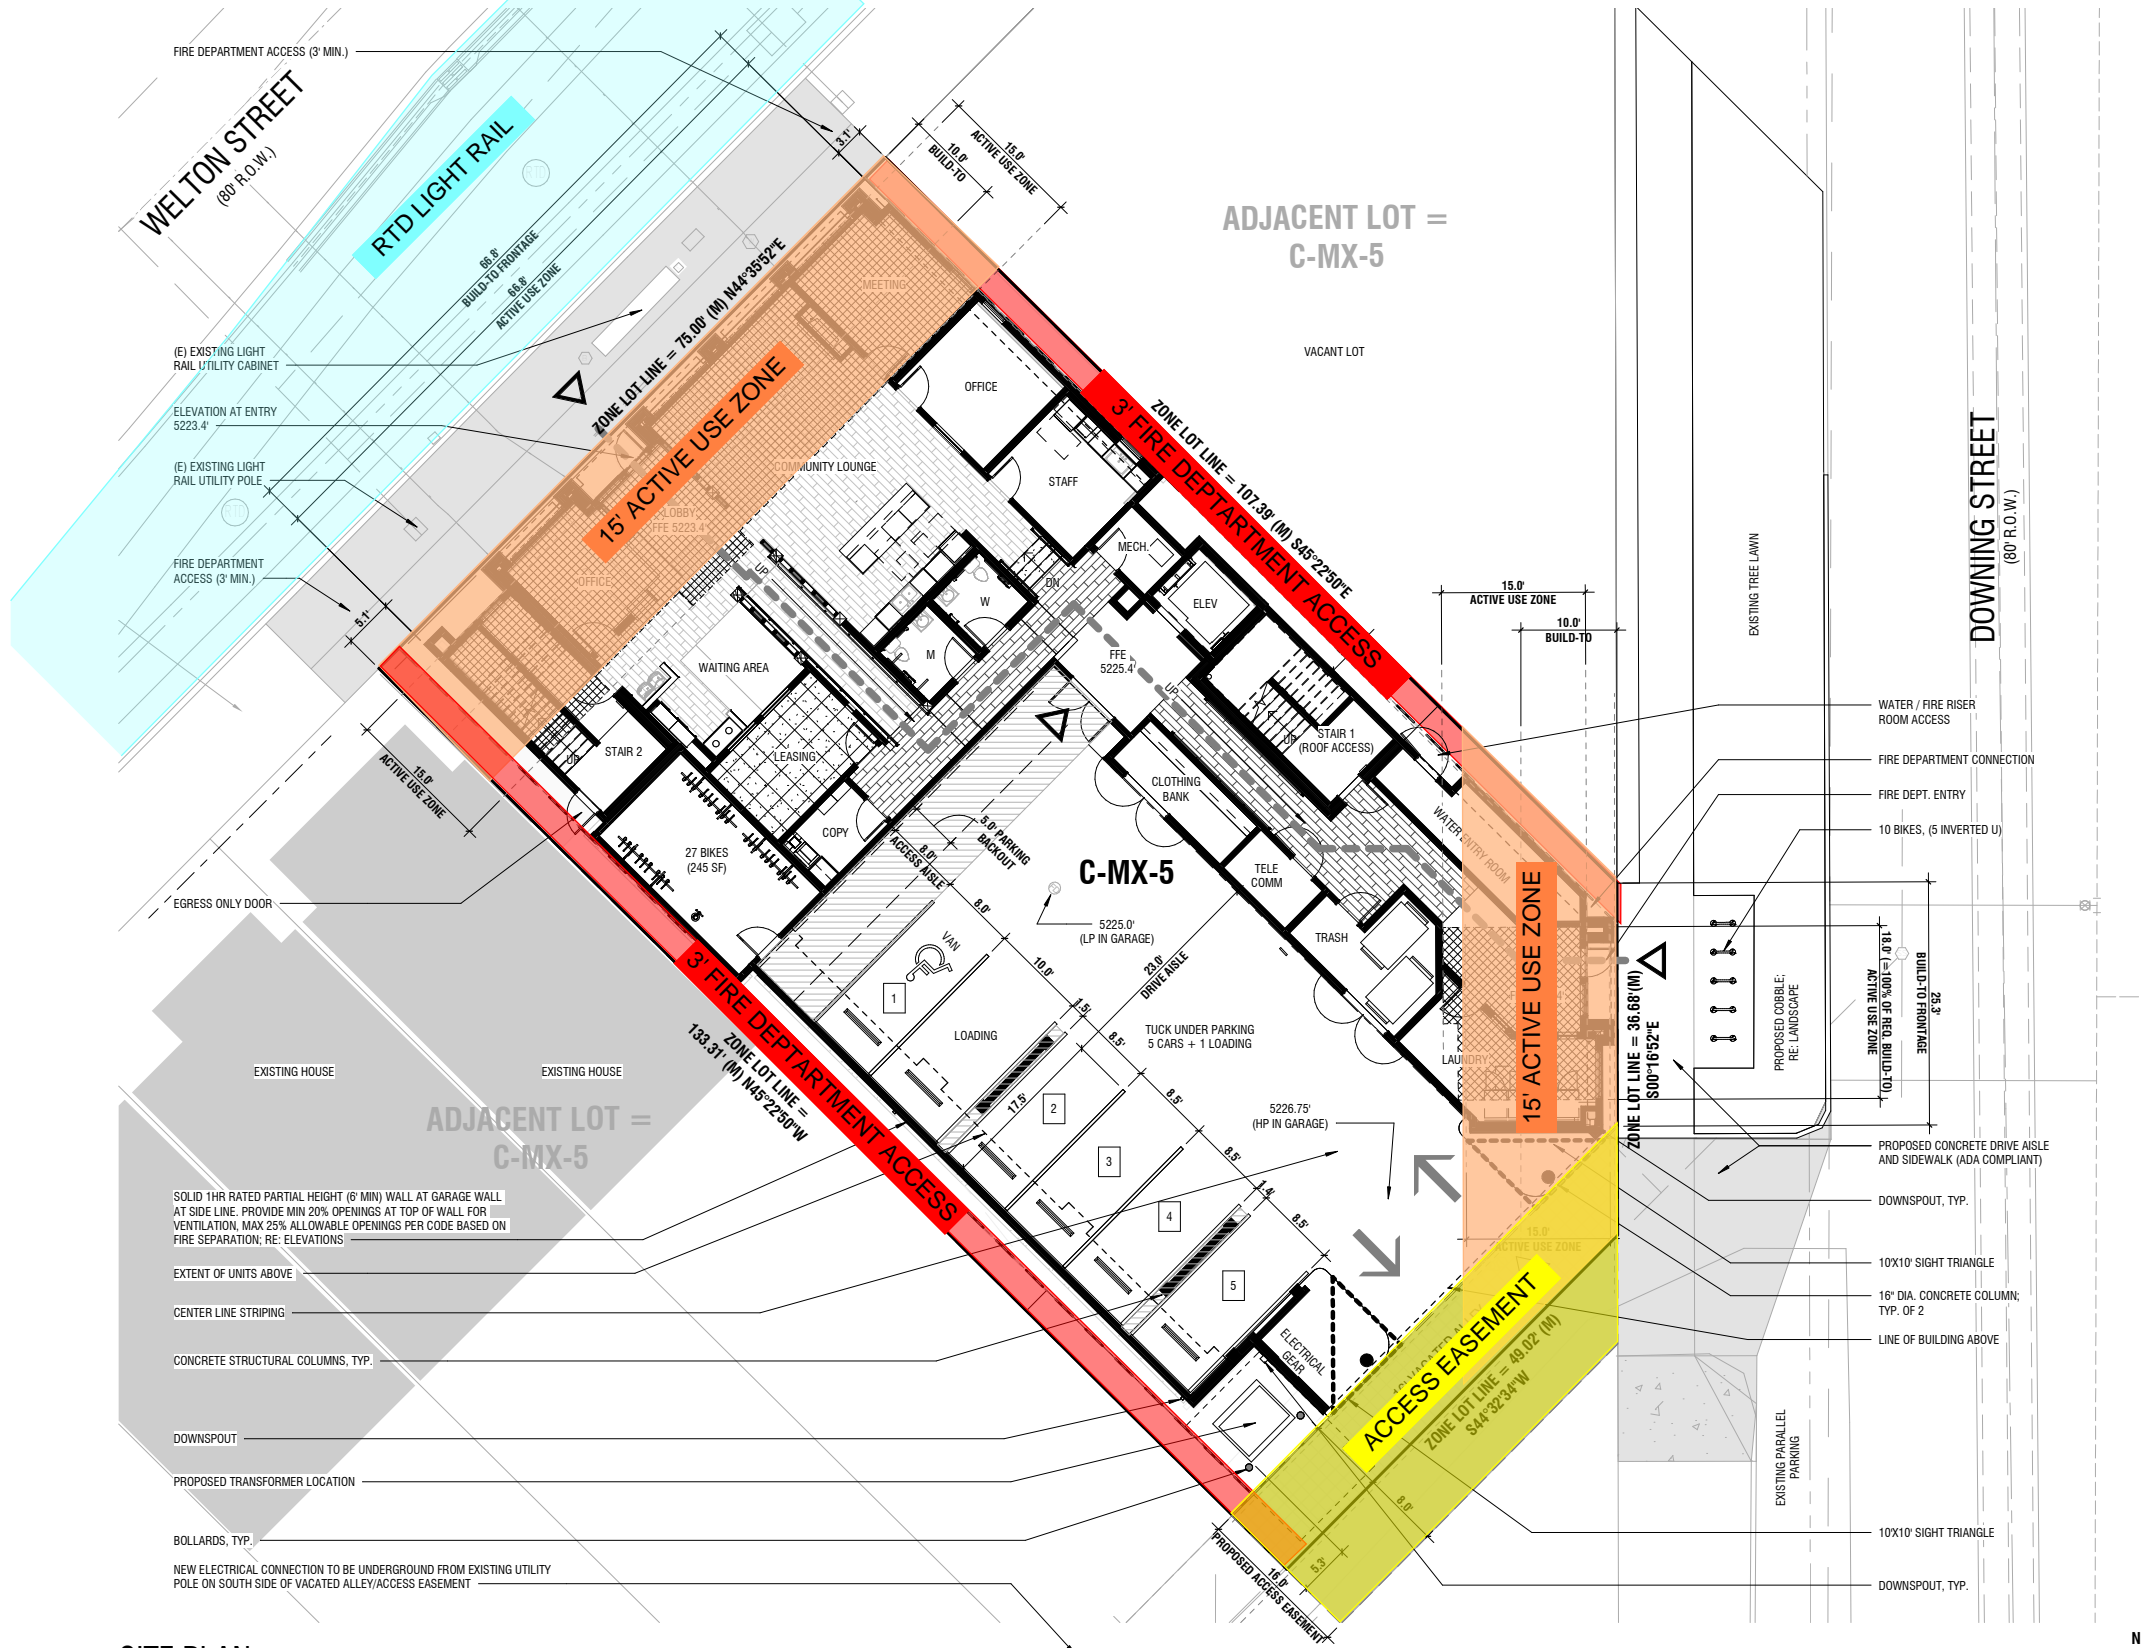 FIRE DEPARTMENT ACCESS (3' MIN.)
WELTON STREET
(80' R.O.W.)
RTD LIGHT RAIL
RTD
RTD
66.8'
BUILD-TO FRONTAGE
66.8'
ACTIVE USE ZONE
3.1'
10.0'
BUILD-TO
15.0'
ACTIVE USE ZONE
ADJACENT LOT =
C-MX-5
VACANT LOT
(E) EXISTING LIGHT
RAIL UTILITY CABINET
ELEVATION AT ENTRY
5223.4'
(E) EXISTING LIGHT
RAIL UTILITY POLE
FIRE DEPARTMENT
ACCESS (3' MIN.)
5.1'
ZONE LOT LINE = 75.00' (M) N44°35'52"E
15' ACTIVE USE ZONE
MEETING
OFFICE
COMMUNITY LOUNGE
STAFF
LOBBY
FFE 5223.4'
OFFICE
UP
MECH.
ELEV
DN
W
M
WAITING AREA
FFE
5225.4'
UP
STAIR 1
(ROOF ACCESS)
UP
STAIR 2
UP
LEASING
COPY
27 BIKES
(245 SF)
CLOTHING
BANK
TELE
COMM
TRASH
WATER ENTRY ROOM
LAUNDRY
3' FIRE DEPTARTMENT ACCESS
ZONE LOT LINE = 107.39' (M) S45°22'50"E
15.0'
ACTIVE USE ZONE
10.0'
BUILD-TO
EXISTING TREE LAWN
DOWNING STREET
(80' R.O.W.)
WATER / FIRE RISER
ROOM ACCESS
FIRE DEPARTMENT CONNECTION
FIRE DEPT. ENTRY
10 BIKES, (5 INVERTED U)
15.0'
ACTIVE USE ZONE
EGRESS ONLY DOOR
5.0' PARKING
BACKOUT
8.0'
ACCESS AISLE
C-MX-5
5225.0'
(LP IN GARAGE)
8.0'
10.0'
1.5'
8.5'
8.5'
8.5'
1.4'
8.5'
23.0'
DRIVE AISLE
17.5'
VAN
1
LOADING
2
3
4
5
TUCK UNDER PARKING
5 CARS + 1 LOADING
5226.75'
(HP IN GARAGE)
15' ACTIVE USE ZONE
ZONE LOT LINE = 36.68'(M)
S00°16'52"E
PROPOSED COBBLE;
RE: LANDSCAPE
18.0' (=100% OF REQ. BUILD-TO)
ACTIVE USE ZONE
25.3'
BUILD-TO FRONTAGE
EXISTING HOUSE
EXISTING HOUSE
ADJACENT LOT =
C-MX-5
3' FIRE DEPTARTMENT ACCESS
ZONE LOT LINE =
133.31' (M) N45°22'50"W
PROPOSED CONCRETE DRIVE AISLE
AND SIDEWALK (ADA COMPLIANT)
DOWNSPOUT, TYP.
10'X10' SIGHT TRIANGLE
16" DIA. CONCRETE COLUMN;
TYP. OF 2
LINE OF BUILDING ABOVE
15.0'
ACTIVE USE ZONE
SOLID 1HR RATED PARTIAL HEIGHT (6' MIN) WALL AT GARAGE WALL
AT SIDE LINE. PROVIDE MIN 20% OPENINGS AT TOP OF WALL FOR
VENTILATION, MAX 25% ALLOWABLE OPENINGS PER CODE BASED ON
FIRE SEPARATION; RE: ELEVATIONS
EXTENT OF UNITS ABOVE
CENTER LINE STRIPING
CONCRETE STRUCTURAL COLUMNS, TYP.
DOWNSPOUT
PROPOSED TRANSFORMER LOCATION
BOLLARDS, TYP.
NEW ELECTRICAL CONNECTION TO BE UNDERGROUND FROM EXISTING UTILITY
POLE ON SOUTH SIDE OF VACATED ALLEY/ACCESS EASEMENT
ELECTRICAL
GEAR
ACCESS EASEMENT
ZONE LOT LINE = 49.02' (M)
S44°32'34"W
8.0'
5.3'
16.0'
PROPOSED ACCESS EASEMENT
EXISTING PARALLEL
PARKING
10'X10' SIGHT TRIANGLE
DOWNSPOUT, TYP.
N